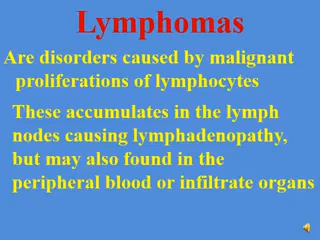 Lymphomas
Are disorders caused by malignant
proliferations of lymphocytes
These accumulates in the lymph
nodes causing lymphadenopathy,
but may also found in the
peripheral blood or infiltrate organs